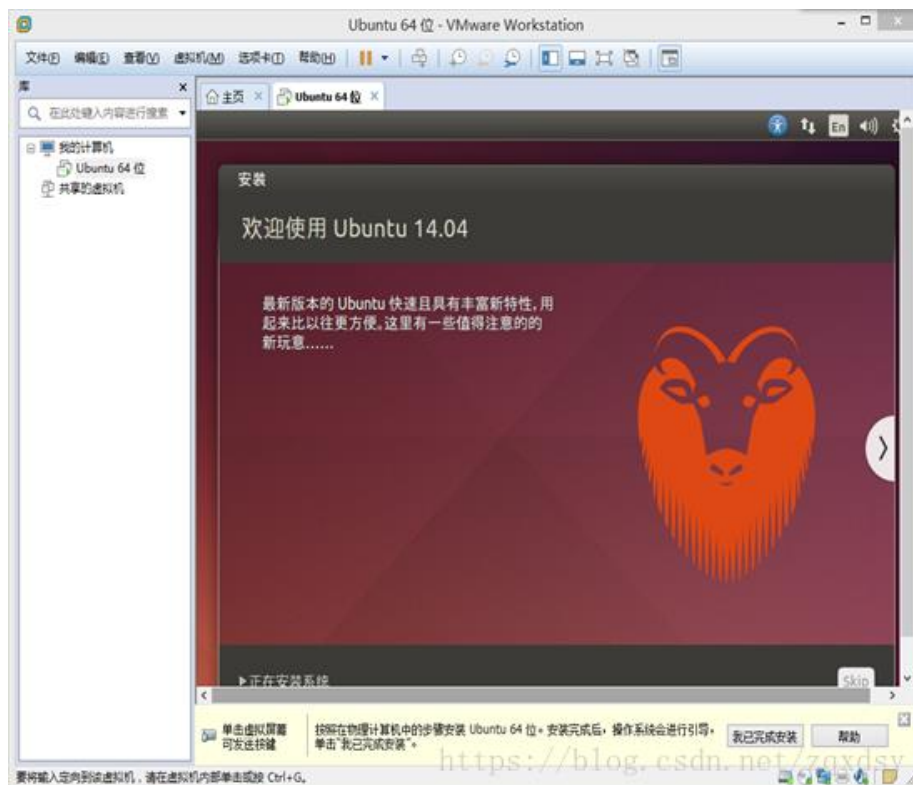 Ubuntu 64 位 - VMware Workstation
文件(F) 编辑(E) 查看(V) 虚拟机(M) 选项卡(T) 帮助(H)
库
主页 Ubuntu 64 位
在此处键入内容进行搜索
En
我的计算机
Ubuntu 64 位
共享的虚拟机
安装
欢迎使用 Ubuntu 14.04
最新版本的 Ubuntu 快速且具有丰富新特性,用
起来比以往更方便。这里有一些值得注意的的
新玩意……
正在安装系统
Skip
单击虚拟屏幕
可发送按键
按照在物理计算机中的步骤安装 Ubuntu 64 位。安装完成后，操作系统会进行引导。
单击"我已完成安装"。
我已完成安装
帮助
https://blog.csdn.net/zqxdsy
要将输入定向到该虚拟机，请在虚拟机内部单击或按 Ctrl+G。